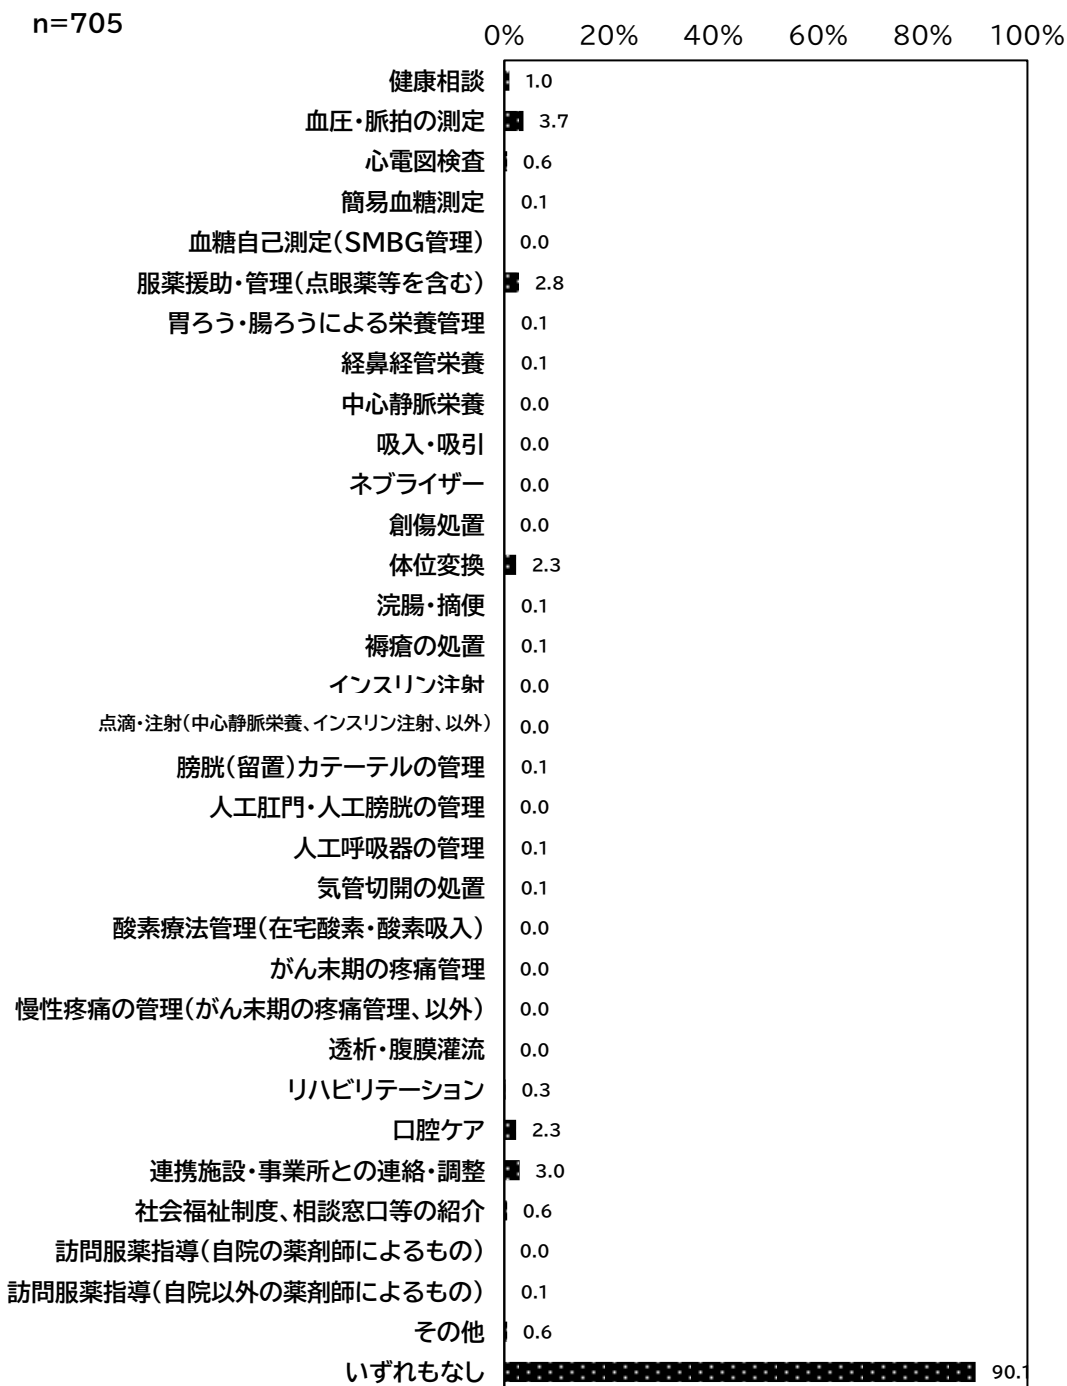 n=705
0% 20% 40% 60% 80% 100%
健康相談 1.0
血圧・脈拍の測定 3.7
心電図検査 0.6
簡易血糖測定 0.1
血糖自己測定(SMBG管理) 0.0
服薬援助・管理(点眼薬等を含む) 2.8
胃ろう・腸ろうによる栄養管理 0.1
経鼻経管栄養 0.1
中心静脈栄養 0.0
吸入・吸引 0.0
ネブライザー 0.0
創傷処置 0.0
体位変換 2.3
浣腸・摘便 0.1
褥瘡の処置 0.1
インスリン注射 0.0
点滴・注射(中心静脈栄養、インスリン注射、以外) 0.0
膀胱(留置)カテーテルの管理 0.1
人工肛門・人工膀胱の管理 0.0
人工呼吸器の管理 0.1
気管切開の処置 0.1
酸素療法管理(在宅酸素・酸素吸入) 0.0
がん末期の疼痛管理 0.0
慢性疼痛の管理(がん末期の疼痛管理、以外) 0.0
透析・腹膜灌流 0.0
リハビリテーション 0.3
口腔ケア 2.3
連携施設・事業所との連絡・調整 3.0
社会福祉制度、相談窓口等の紹介 0.6
訪問服薬指導(自院の薬剤師によるもの) 0.0
訪問服薬指導(自院以外の薬剤師によるもの) 0.1
その他 0.6
いずれもなし 90.1